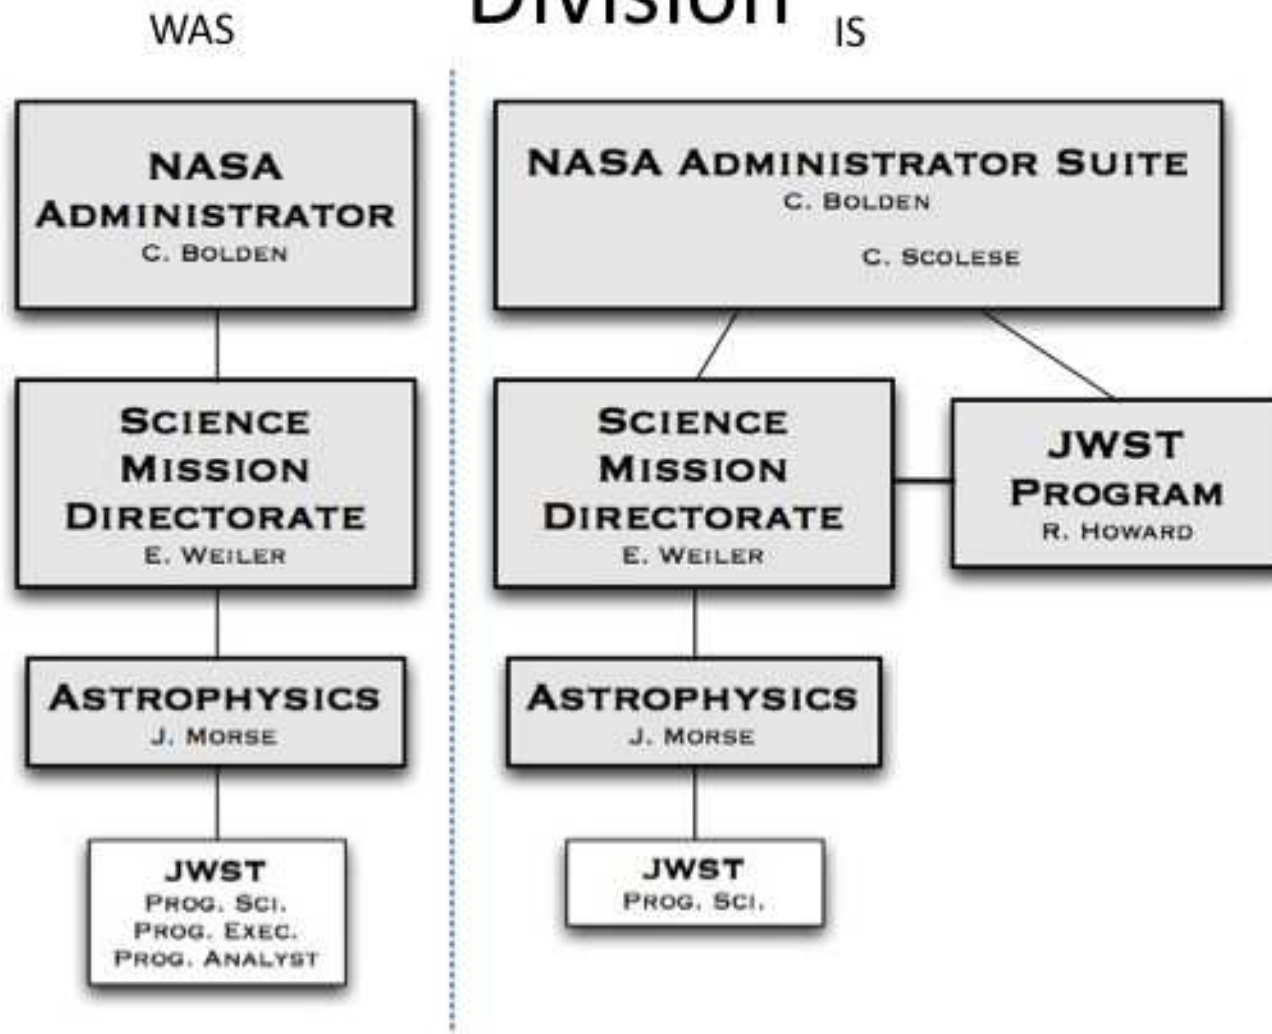 Division
WAS
IS
NASA
ADMINISTRATOR
C. BOLDEN
SCIENCE
MISSION
DIRECTORATE
E. WEILER
ASTROPHYSICS
J. MORSE
JWST
PROG. SCI.
PROG. EXEC.
PROG. ANALYST
NASA ADMINISTRATOR SUITE
C. BOLDEN
C. SCOLESE
SCIENCE
MISSION
DIRECTORATE
E. WEILER
JWST
PROGRAM
R. HOWARD
ASTROPHYSICS
J. MORSE
JWST
PROG. SCI.